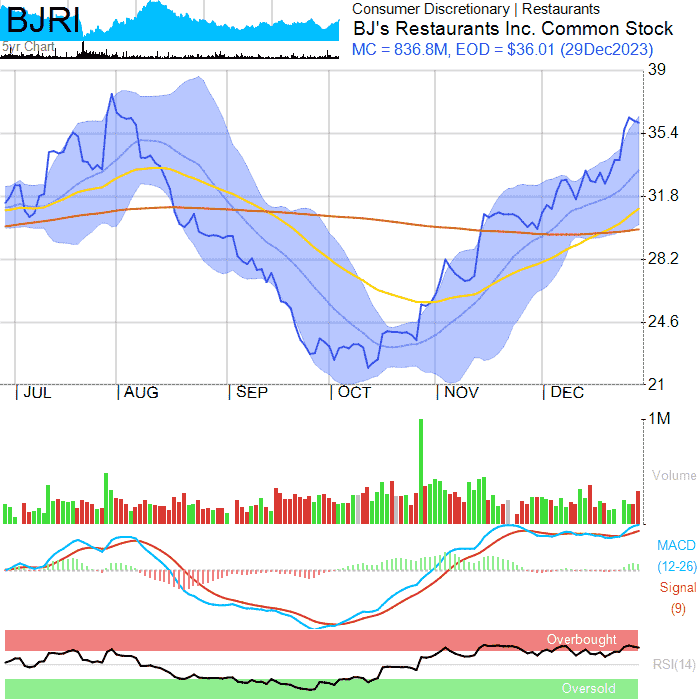 BJRI
5yr Chart
Consumer Discretionary | Restaurants
BJ's Restaurants Inc. Common Stock
MC = 836.8M, EOD = $36.01 (29Dec2023)
39
35.4
31.8
28.2
24.6
21
| JUL | AUG | SEP | OCT | NOV | DEC
1M
Volume
MACD
(12-26)
Signal
(9)
Overbought
RSI(14)
Oversold